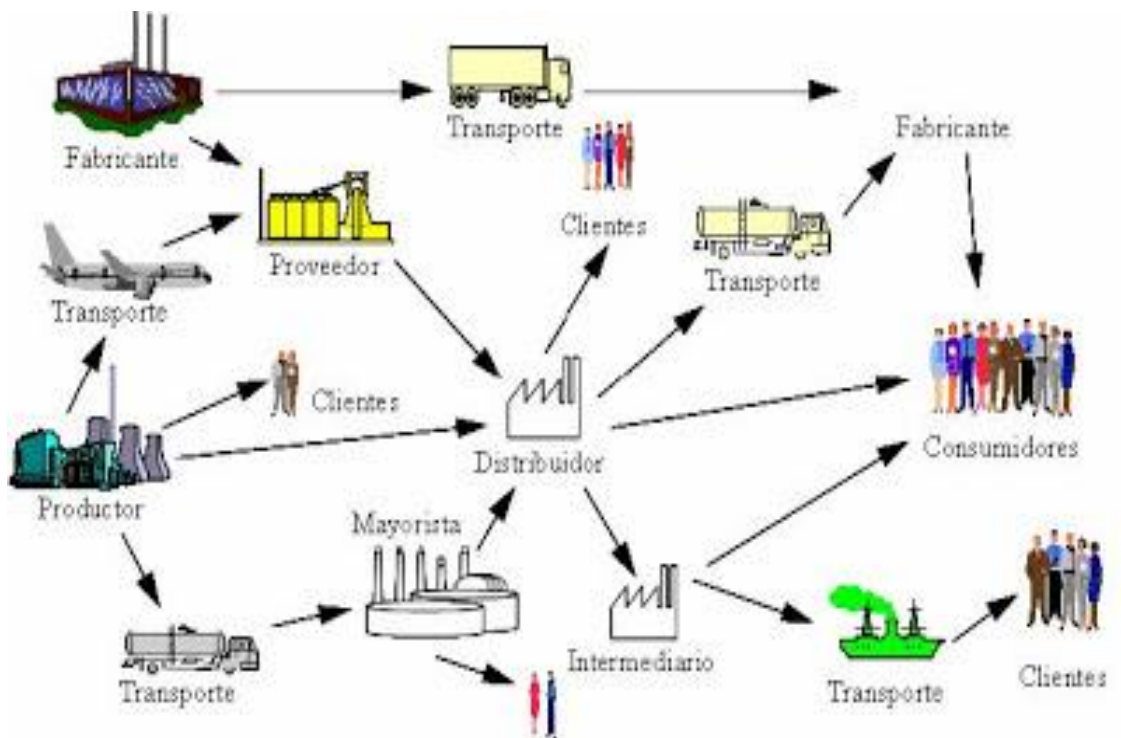 Transporte
Fabricante
Fabricante
Clientes
Proveedor
Transporte
Transporte
Clientes
Consumidores
Distribuidor
Productor
Mayorista
Intermediario
Clientes
Transporte
Transporte